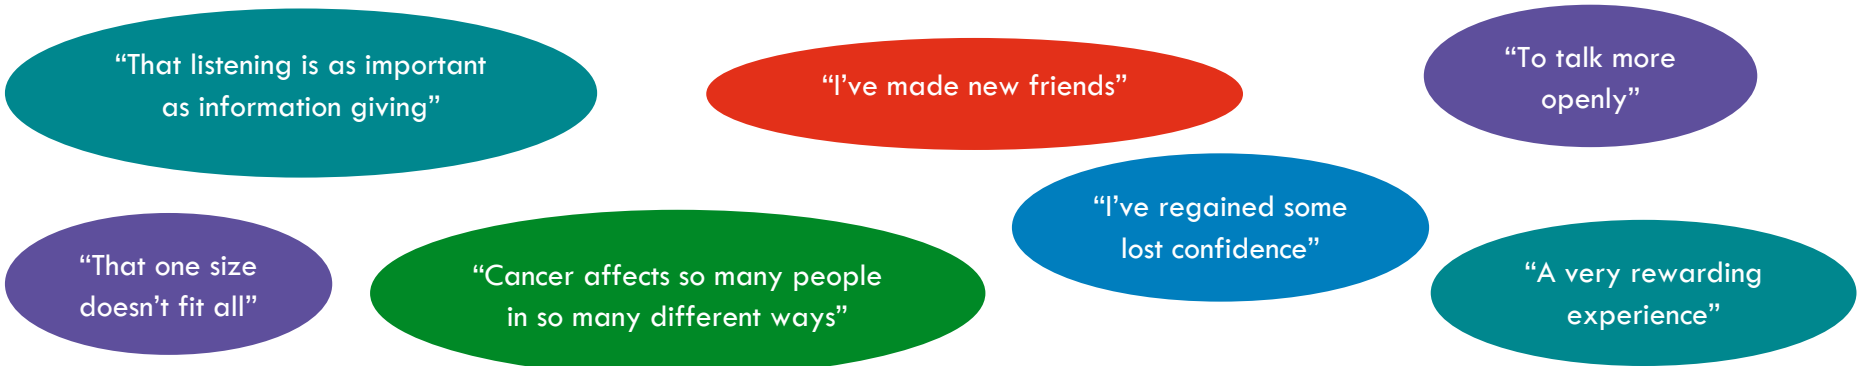 “That listening is as important
as information giving”
“I’ve made new friends”
“To talk more
openly”
“I’ve regained some
lost confidence”
“That one size
doesn’t fit all”
“Cancer affects so many people
in so many different ways”
“A very rewarding
experience”